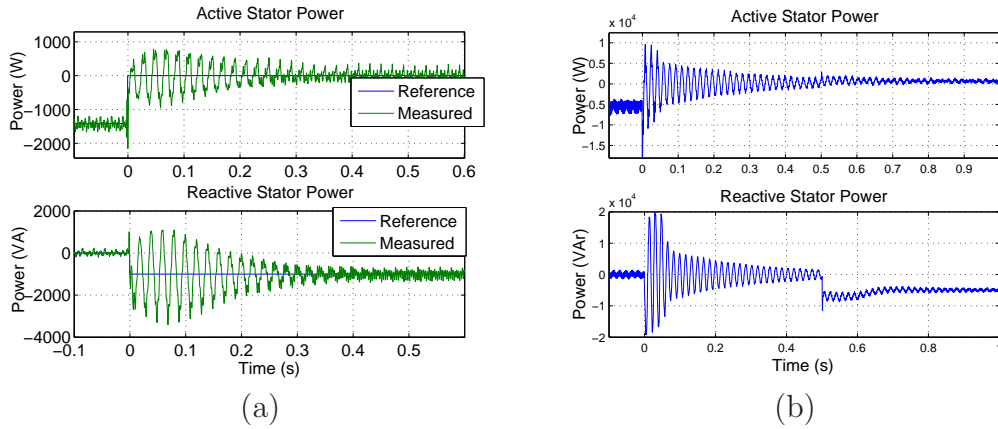 Active Stator Power
Power (W)
1000
0
−1000
−2000
Reference
Measured
0 0.1 0.2 0.3 0.4 0.5 0.6
Reactive Stator Power
Power (VA)
2000
0
−2000
−4000
Reference
Measured
−0.1 0 0.1 0.2 0.3 0.4 0.5
Time (s)
(a)
x 10⁴
Active Stator Power
Power (W)
1
0.5
0
−0.5
−1
−1.5
0 0.1 0.2 0.3 0.4 0.5 0.6 0.7 0.8 0.9
x 10⁴
Reactive Stator Power
Power (VAr)
2
1
0
−1
2
0 0.2 0.4 0.6 0.8 1
Time (s)
(b)